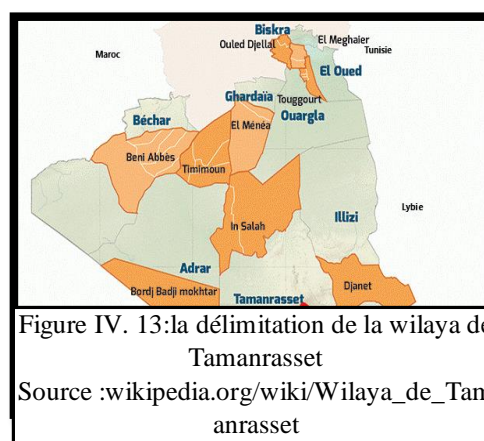 Biskra
Ouled Djellal
El Meghaier
Maroc
Tunisie
El Oued
Ghardaïa
Touggourt
Béchar
Ouargla
El Ménéa
Beni Abbès
Timimoun
Lybie
In Salah
Illizi
Adrar
Djanet
Bordj Badji mokhtar
Tamanrasset
Figure IV. 13:la délimitation de la wilaya de
Tamanrasset
Source :wikipedia.org/wiki/Wilaya_de_Tam
anrasset